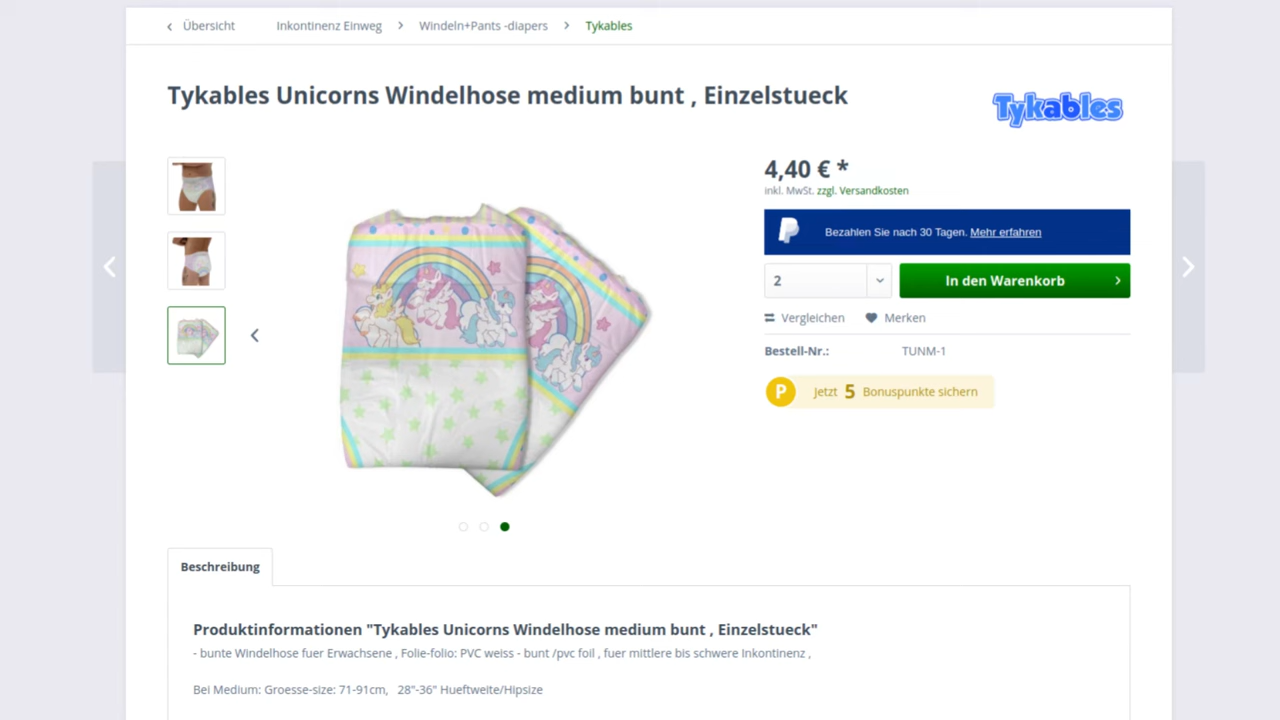 Übersicht Inkontinenz Einweg Windeln+Pants -diapers Tykables
Tykables Unicorns Windelhose medium bunt , Einzelstueck
Tykables
4,40 € *
inkl. MwSt. zzgl. Versandkosten
Bezahlen Sie nach 30 Tagen. Mehr erfahren
2 In den Warenkorb
Vergleichen Merken
Bestell-Nr.: TUNM-1
P Jetzt 5 Bonuspunkte sichern
Beschreibung
Produktinformationen "Tykables Unicorns Windelhose medium bunt , Einzelstueck"
- bunte Windelhose fuer Erwachsene , Folie-folio: PVC weiss - bunt /pvc foil , fuer mittlere bis schwere Inkontinenz ,
Bei Medium: Groesse-size: 71-91cm, 28"-36" Hueftweite/Hipsize